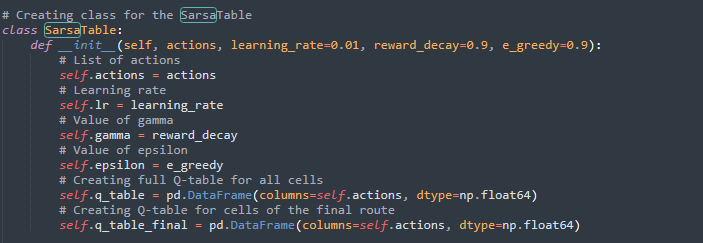 # Creating class for the SarsaTable
class SarsaTable:
    def __init__(self, actions, learning_rate=0.01, reward_decay=0.9, e_greedy=0.9):
        # List of actions
        self.actions = actions
        # Learning rate
        self.lr = learning_rate
        # Value of gamma
        self.gamma = reward_decay
        # Value of epsilon
        self.epsilon = e_greedy
        # Creating full Q-table for all cells
        self.q_table = pd.DataFrame(columns=self.actions, dtype=np.float64)
        # Creating Q-table for cells of the final route
        self.q_table_final = pd.DataFrame(columns=self.actions, dtype=np.float64)